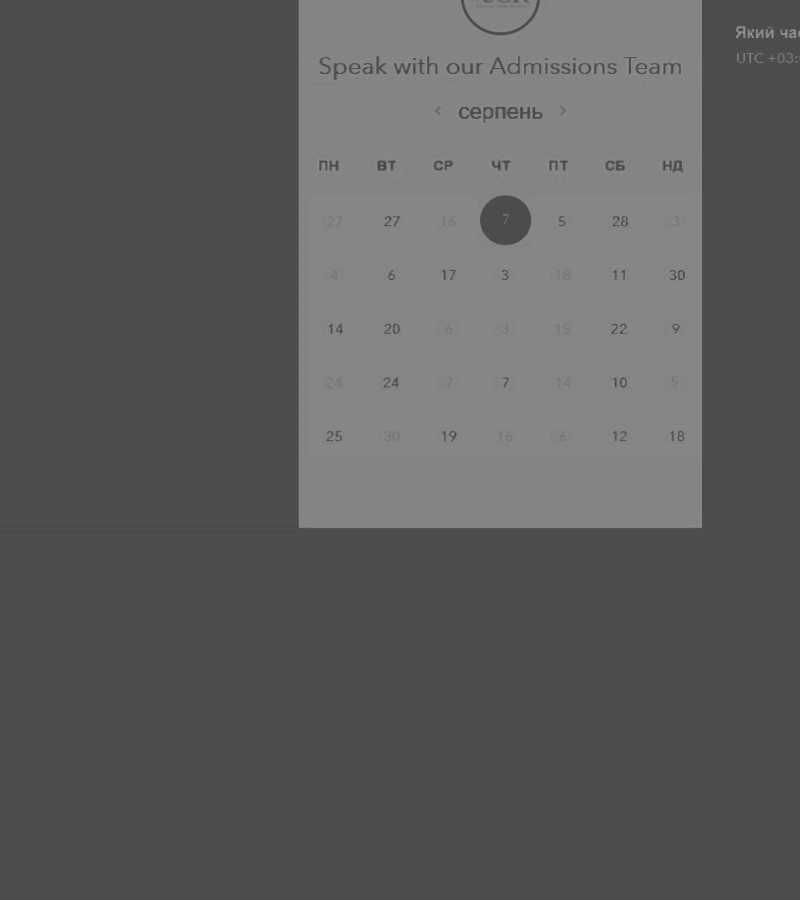 Який ча
UTC +03:
Speak with our Admissions Team
< серпень >
ПН ВТ СР ЧТ ПТ СБ НД
27 27 16 7 5 28 3
4 6 17 3 18 11 30
14 20 6 3 15 22 9
24 24 7 7 14 10 5
25 30 19 16 6 12 18